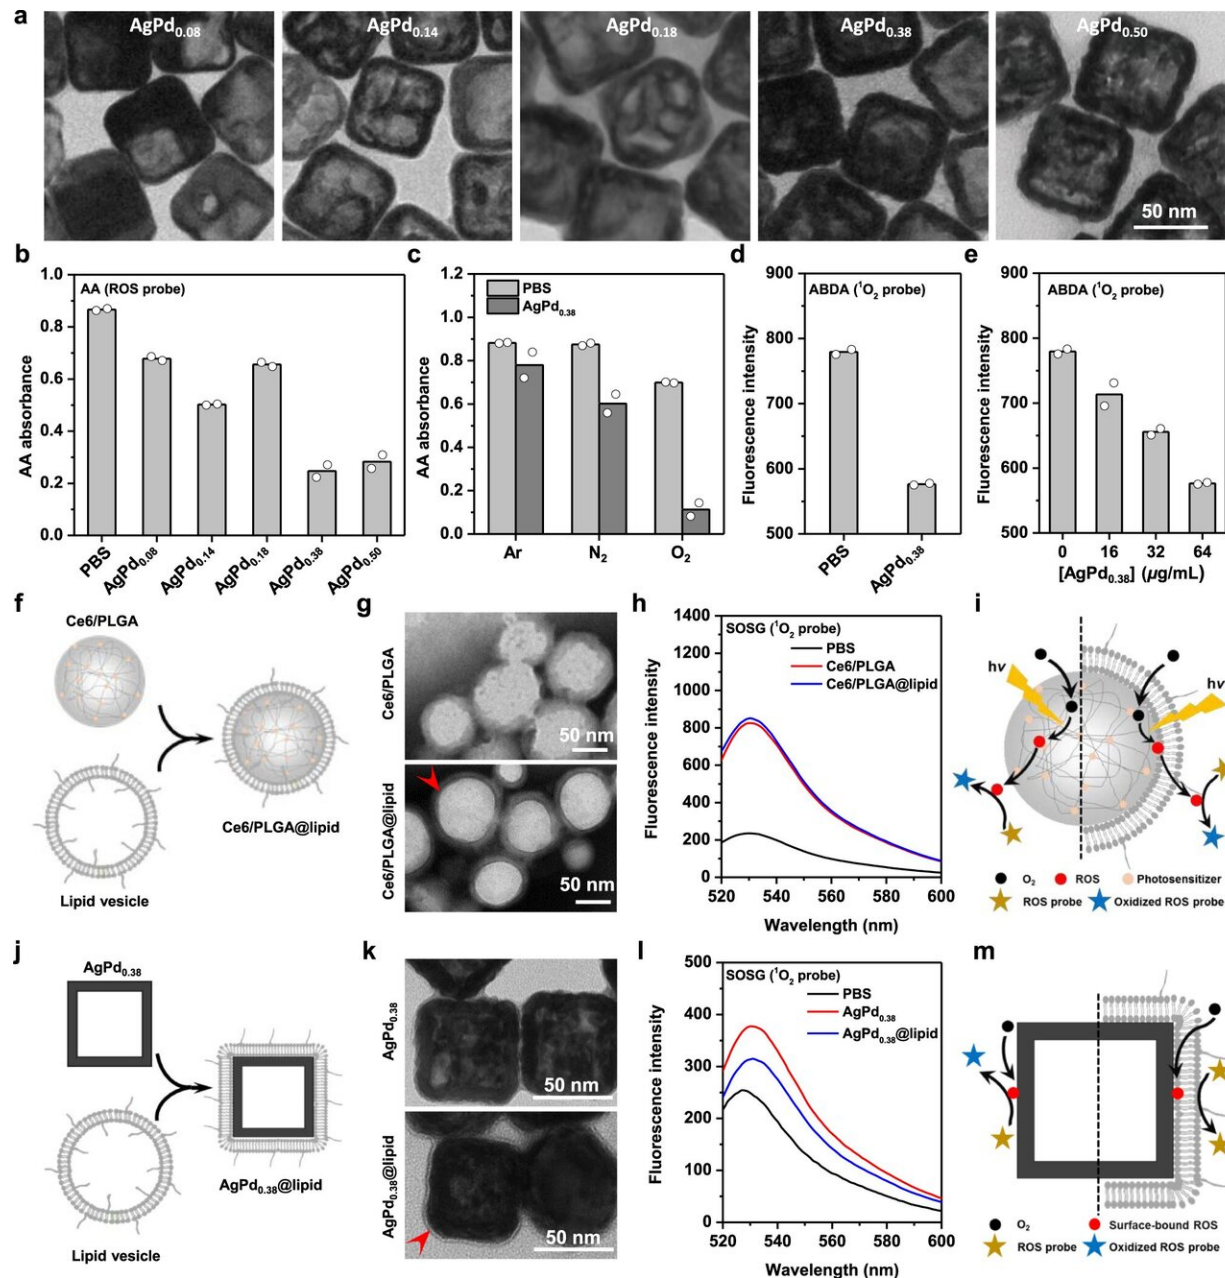 a
AgPd0.08
AgPd0.14
AgPd0.18
AgPd0.38
AgPd0.50
50 nm
b
AA (ROS probe)
AA absorbance
1.0
0.8
0.6
0.4
0.2
0.0
PBS
AgPd0.08
AgPd0.14
AgPd0.18
AgPd0.38
AgPd0.50
c
PBS
AgPd0.38
AA absorbance
1.2
1.0
0.8
0.6
0.4
0.2
0.0
Ar
N2
O2
d
ABDA (1O2 probe)
Fluorescence intensity
900
800
700
600
500
PBS
AgPd0.38
e
ABDA (1O2 probe)
Fluorescence intensity
900
800
700
600
500
0 16 32 64
[AgPd0.38] (µg/mL)
f
Ce6/PLGA
Ce6/PLGA@lipid
Lipid vesicle
g
Ce6/PLGA
50 nm
Ce6/PLGA@lipid
50 nm
h
SOSG (1O2 probe)
PBS
Ce6/PLGA
Ce6/PLGA@lipid
Fluorescence intensity
1400
1200
1000
800
600
400
200
0
520 540 560 580 600
Wavelength (nm)
i
hv
hv
O2
ROS
Photosensitizer
ROS probe
Oxidized ROS probe
j
AgPd0.38
AgPd0.38@lipid
Lipid vesicle
k
AgPd0.38
50 nm
AgPd0.38@lipid
50 nm
l
SOSG (1O2 probe)
PBS
AgPd0.38
AgPd0.38@lipid
Fluorescence intensity
500
400
300
200
100
0
520 540 560 580 600
Wavelength (nm)
m
O2
Surface-bound ROS
ROS probe
Oxidized ROS probe